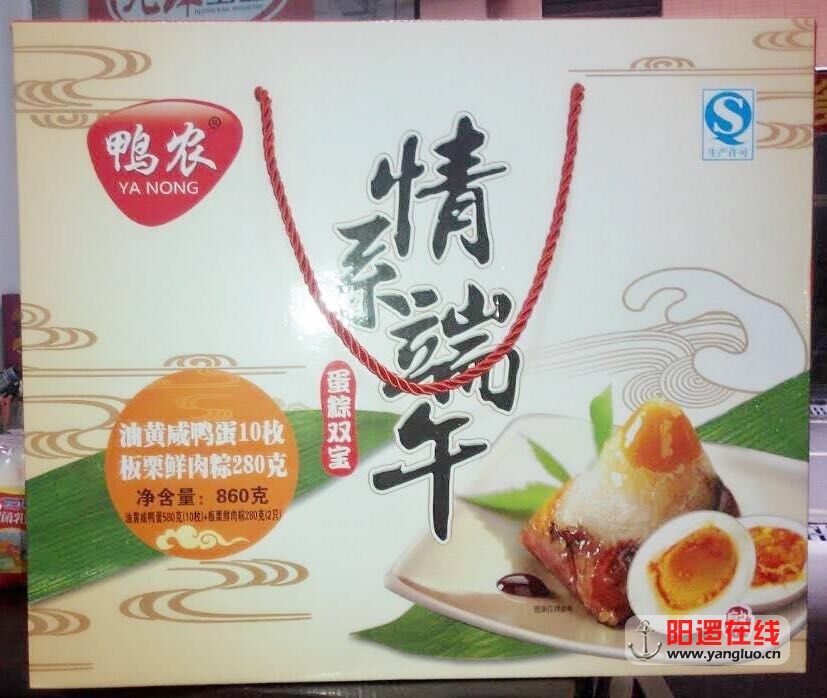 鸭农®
YA NONG
生产许可
情系端午
蛋粽双宝
油黄咸鸭蛋10枚
板栗鲜肉粽280克
净含量：860克
油黄咸鸭蛋580克(10枚)+板栗鲜肉粽280克(2只)
阳逻在线
www.yangluo.cn